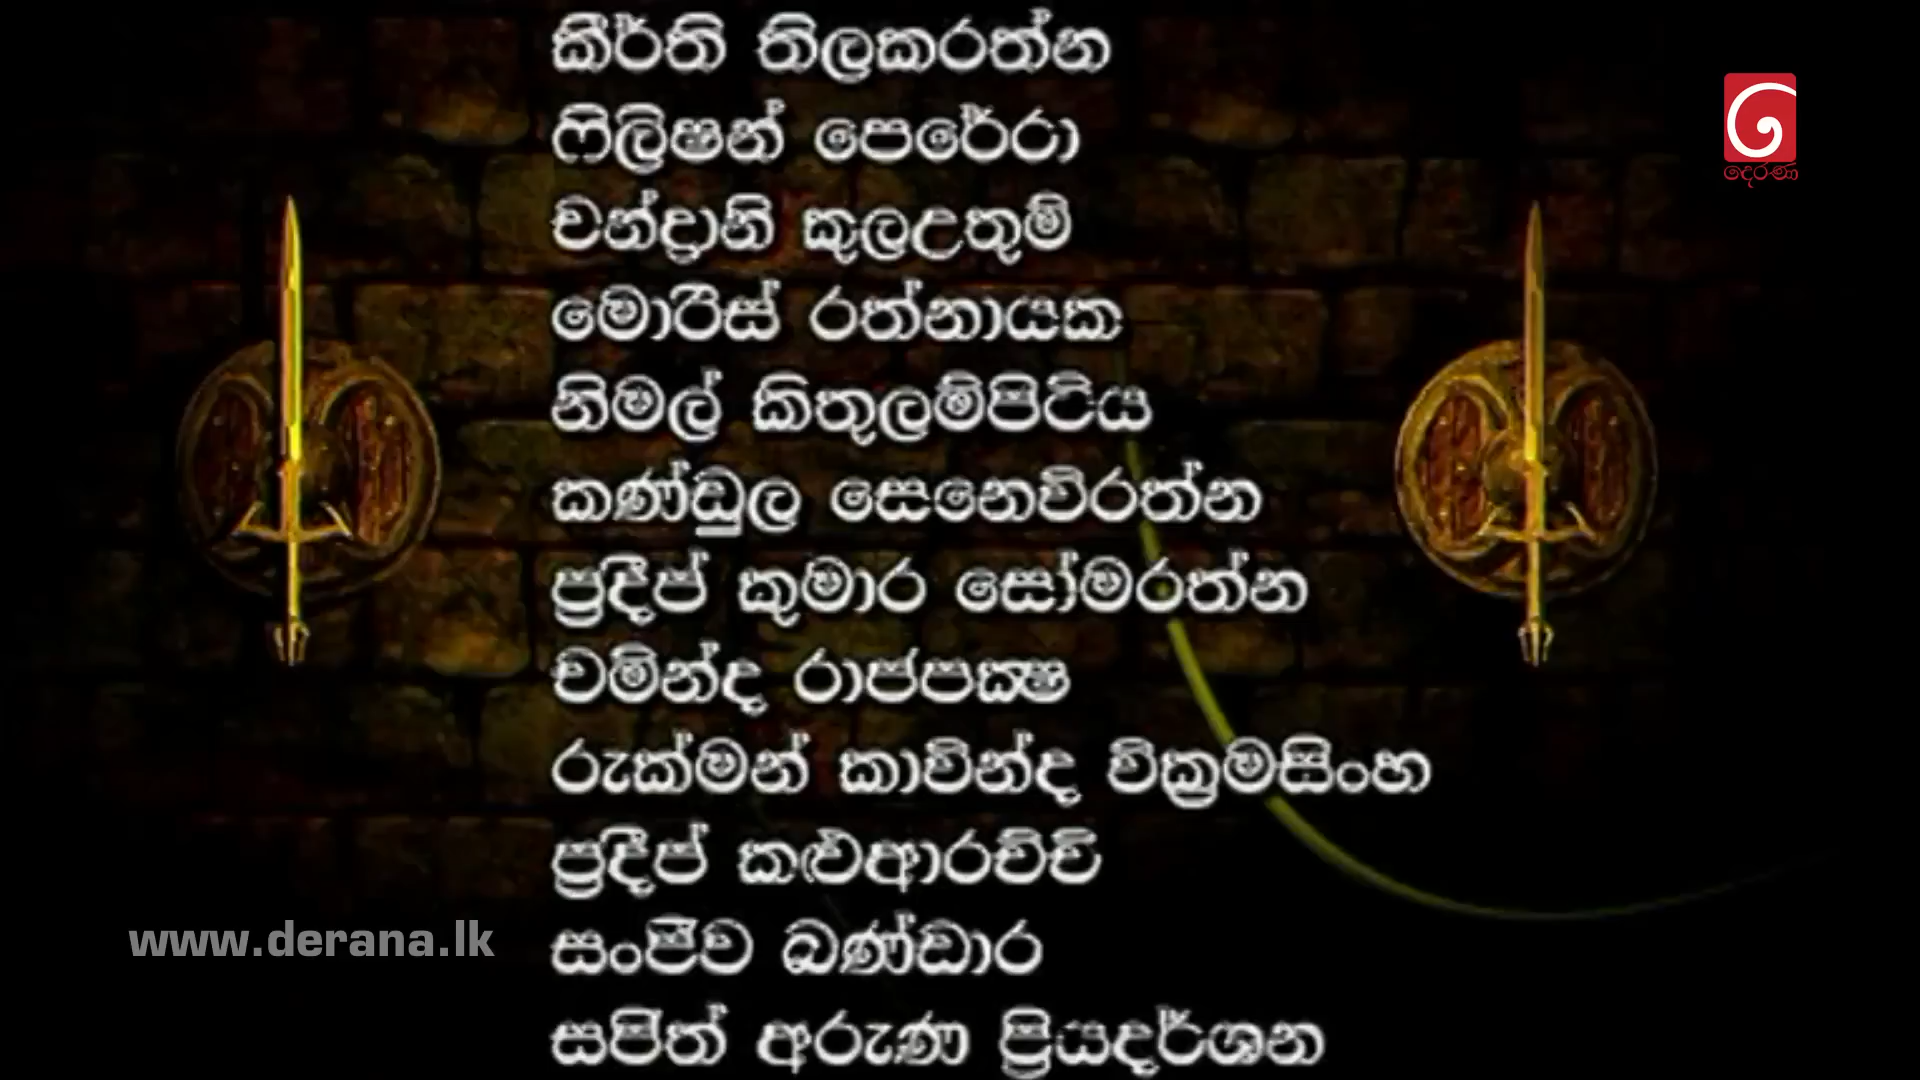 කීර්ති තිලකරත්න
ෆිලිෂන් පෙරේරා
චන්ද්‍රානි කුලඋතුම්
මොරිස් රත්නායක
නිමල් කිතුලම්පිටිය
කණ්ඩුල සෙනෙවිරත්න
ප්‍රදීප් කුමාර සෝමරත්න
චමින්ද රාජපක්ෂ
රුක්මන් කාවින්ද වික්‍රමසිංහ
ප්‍රදීප් කළුආරච්චි
සංජීව බණ්ඩාර
සජිත් අරුණ ප්‍රියදර්ශන
දෙරණ
www.derana.lk